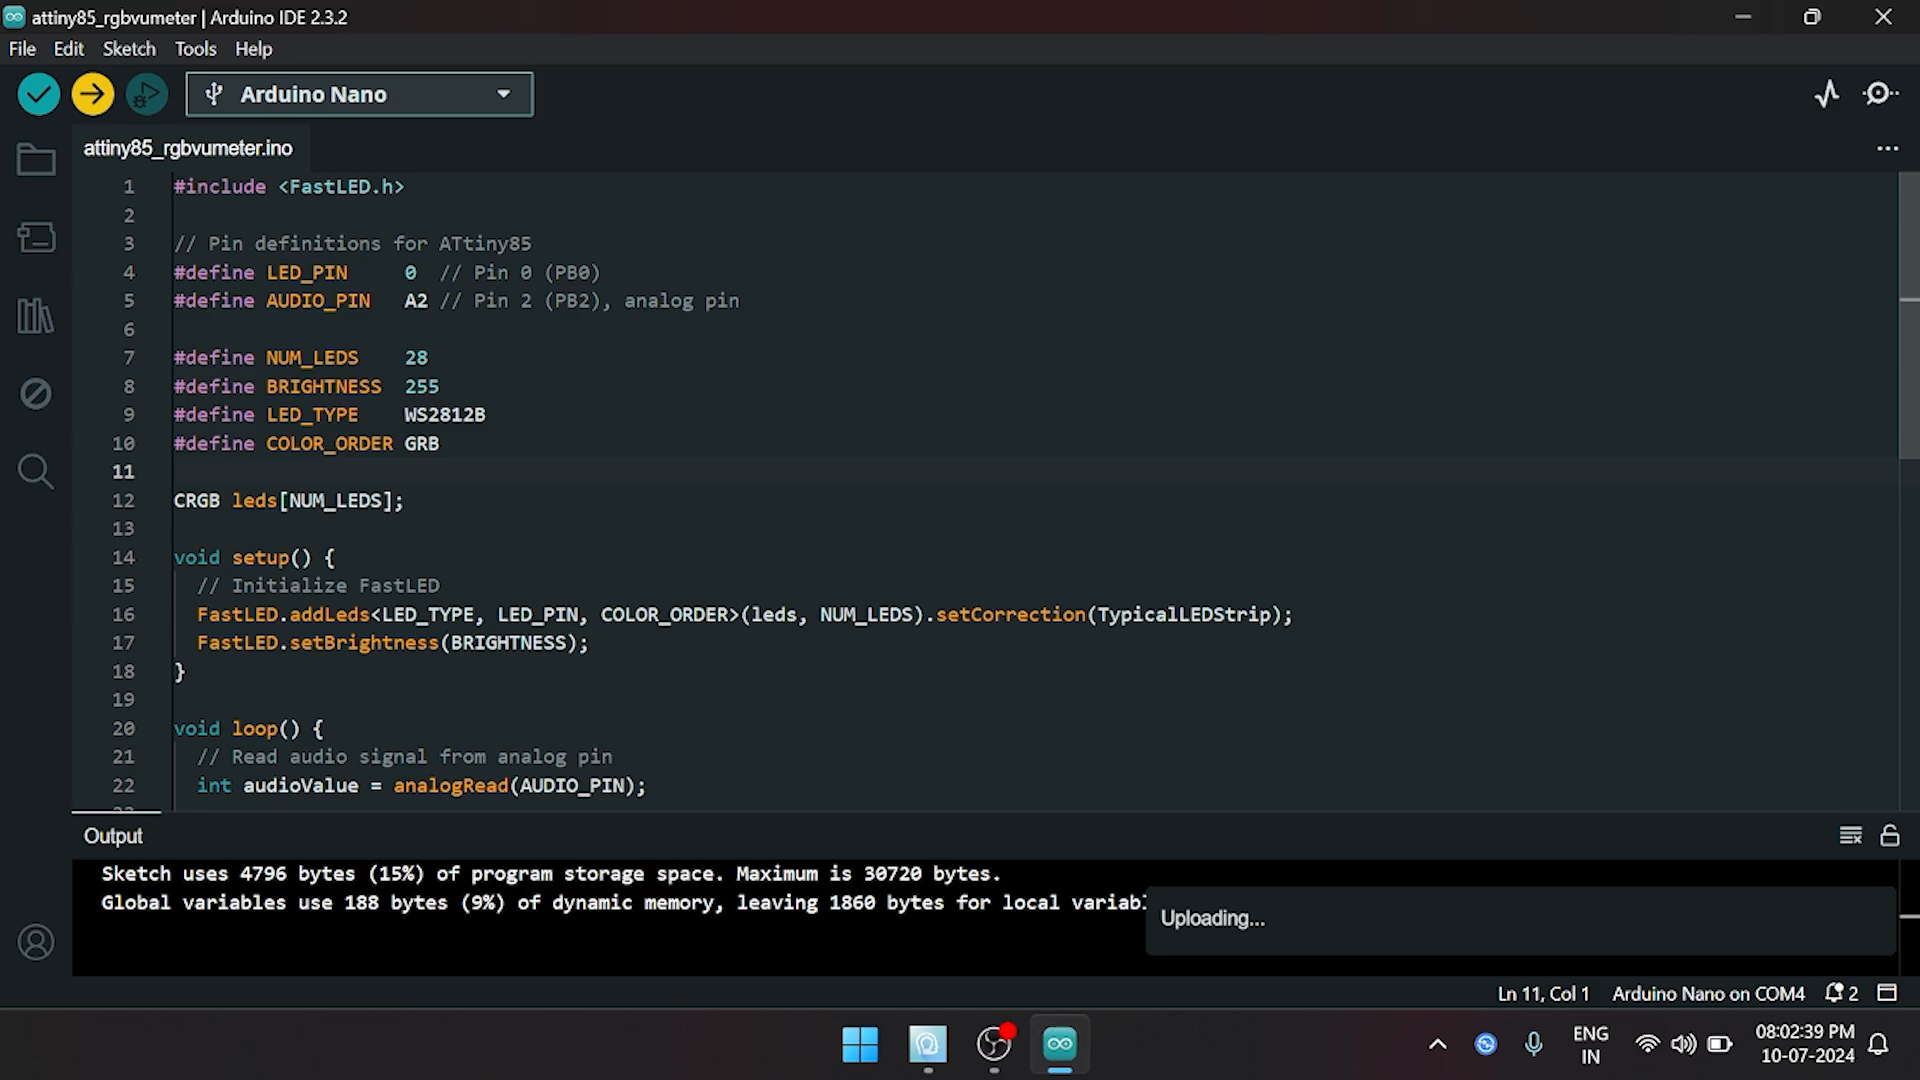 attiny85_rgbvumeter | Arduino IDE 2.3.2
File Edit Sketch Tools Help
Arduino Nano
attiny85_rgbvumeter.ino
1 #include <FastLED.h>
2
3 // Pin definitions for ATtiny85
4 #define LED_PIN 0 // Pin 0 (PB0)
5 #define AUDIO_PIN A2 // Pin 2 (PB2), analog pin
6
7 #define NUM_LEDS 28
8 #define BRIGHTNESS 255
9 #define LED_TYPE WS2812B
10 #define COLOR_ORDER GRB
11
12 CRGB leds[NUM_LEDS];
13
14 void setup() {
15 // Initialize FastLED
16 FastLED.addLeds<LED_TYPE, LED_PIN, COLOR_ORDER>(leds, NUM_LEDS).setCorrection(TypicalLEDStrip);
17 FastLED.setBrightness(BRIGHTNESS);
18 }
19
20 void loop() {
21 // Read audio signal from analog pin
22 int audioValue = analogRead(AUDIO_PIN);
Output
Sketch uses 4796 bytes (15%) of program storage space. Maximum is 30720 bytes.
Global variables use 188 bytes (9%) of dynamic memory, leaving 1860 bytes for local
Uploading...
Ln 11, Col 1 Arduino Nano on COM4 2
ENG
IN
08:02:39 PM
10-07-2024